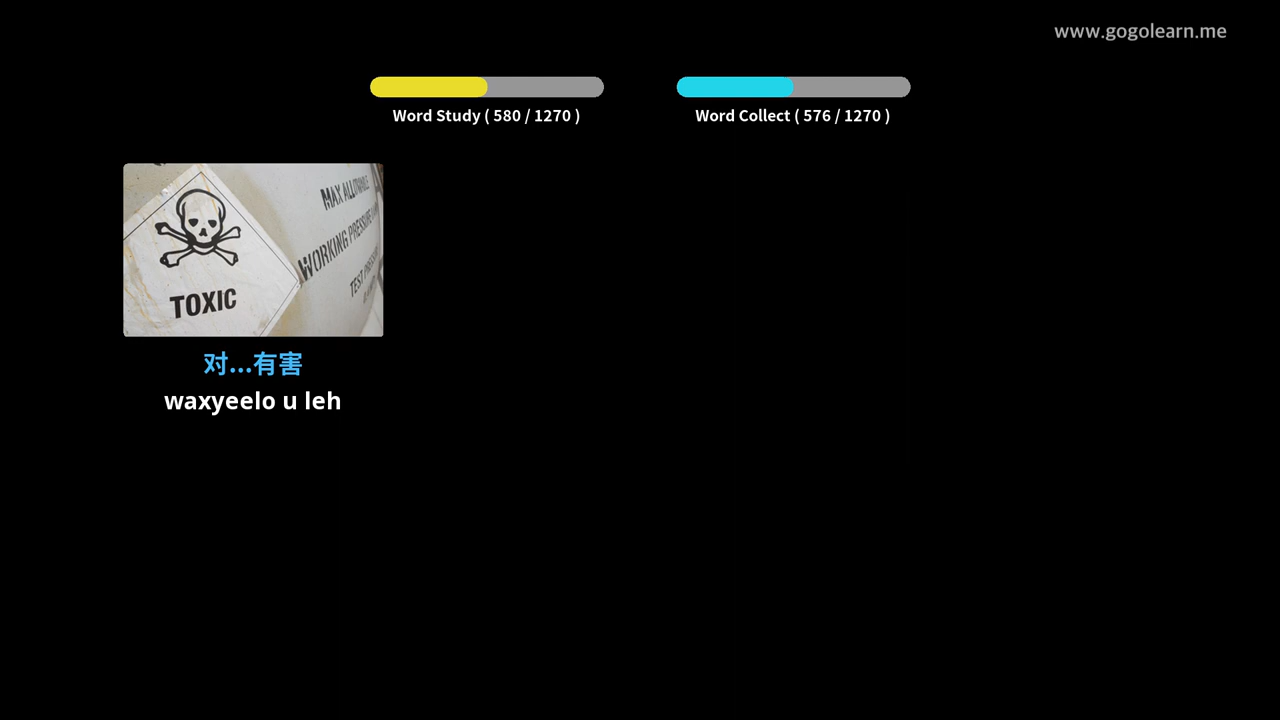 www.gogolearn.me
Word Study ( 580 / 1270 )
Word Collect ( 576 / 1270 )
MAX ALLOWABLE
WORKING PRESSURE
TEST
TOXIC
对...有害
waxyeelo u leh